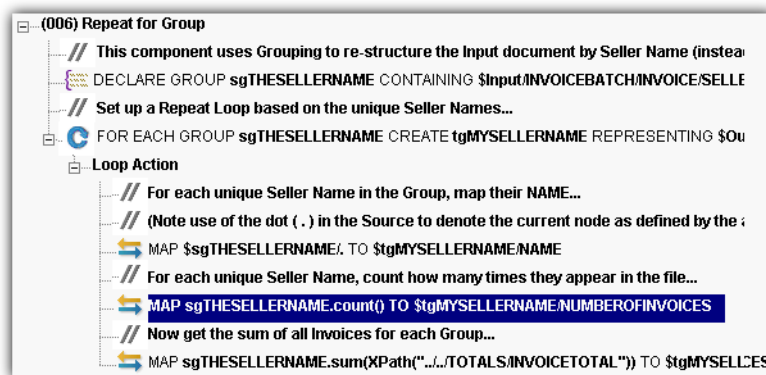 (006) Repeat for Group
// This component uses Grouping to re-structure the Input document by Seller Name (instea
DECLARE GROUP sgTHESELLERNAME CONTAINING $Input/INVOICEBATCH/INVOICE/SELLE
// Set up a Repeat Loop based on the unique Seller Names...
FOR EACH GROUP sgTHESELLERNAME CREATE tgMYSELLERNAME REPRESENTING $Ou
Loop Action
// For each unique Seller Name in the Group, map their NAME...
// (Note use of the dot ( . ) in the Source to denote the current node as defined by the
MAP $sgTHESELLERNAME/. TO $tgMYSELLERNAME/NAME
// For each unique Seller Name, count how many times they appear in the file...
MAP sgTHESELLERNAME.count() TO $tgMYSELLERNAME/NUMBEROFINVOICES
// Now get the sum of all Invoices for each Group...
MAP sgTHESELLERNAME.sum(XPath("../../TOTALS/INVOICETOTAL")) TO